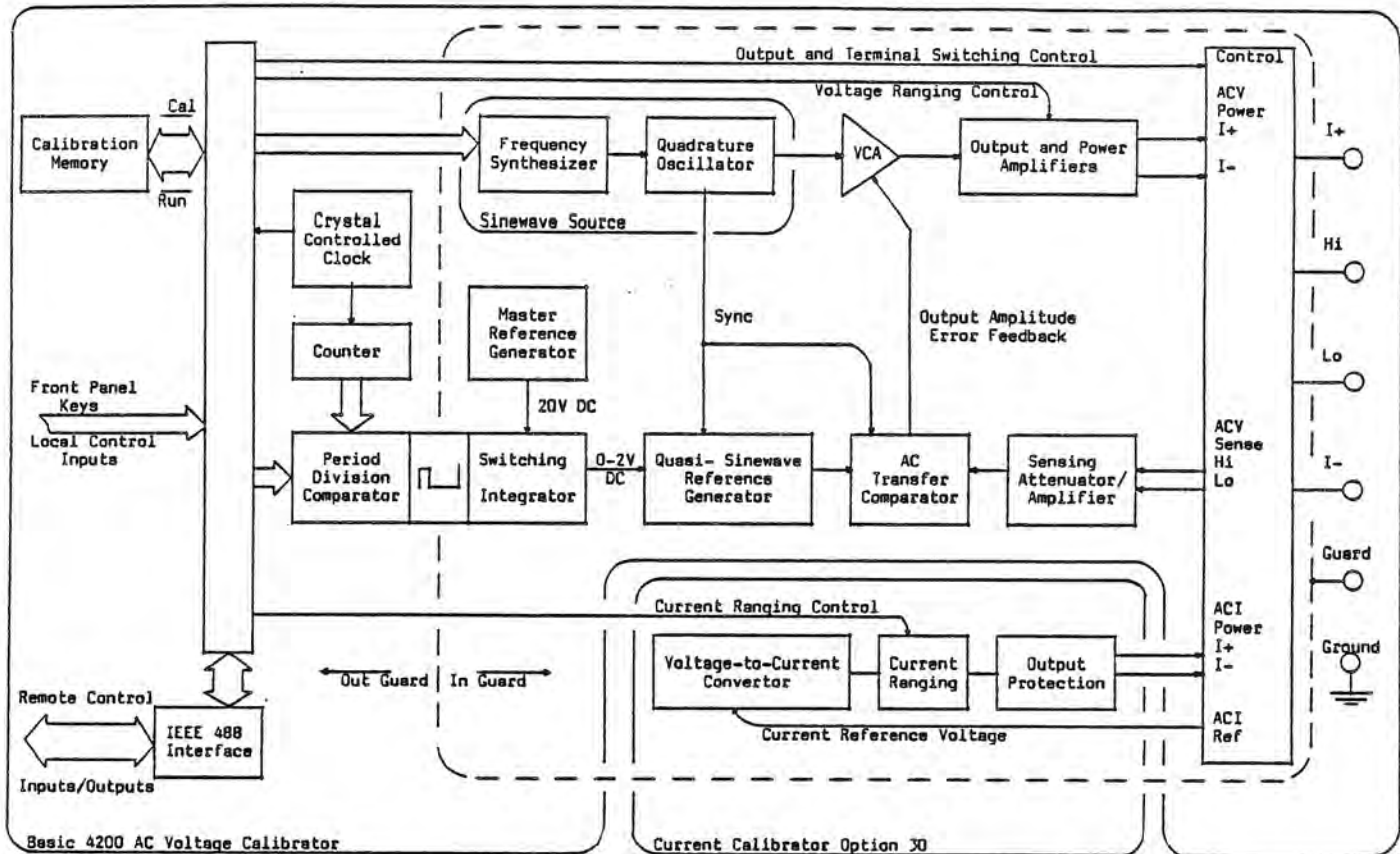 Output and Terminal Switching Control
Control
Voltage Ranging Control
ACV
Power
I+
I-
Cal
Calibration
Memory
Run
Frequency
Synthesizer
Quadrature
Oscillator
Sinewave Source
VCA
Output and Power
Amplifiers
I+
Hi
Lo
I-
Guard
Ground
Crystal
Controlled
Clock
Master
Reference
Generator
Sync
Output Amplitude
Error Feedback
Counter
20V DC
Front Panel
Keys
Local Control
Inputs
Period
Division
Comparator
Switching
Integrator
0-2V
DC
Quasi- Sinewave
Reference
Generator
AC
Transfer
Comparator
Sensing
Attenuator/
Amplifier
ACV
Sense
Hi
Lo
Current Ranging Control
Voltage-to-Current
Convertor
Current
Ranging
Output
Protection
ACI
Power
I+
I-
Current Reference Voltage
ACI
Ref
Out Guard
In Guard
Remote Control
IEEE 488
Interface
Inputs/Outputs
Basic 4200 AC Voltage Calibrator
Current Calibrator Option 30